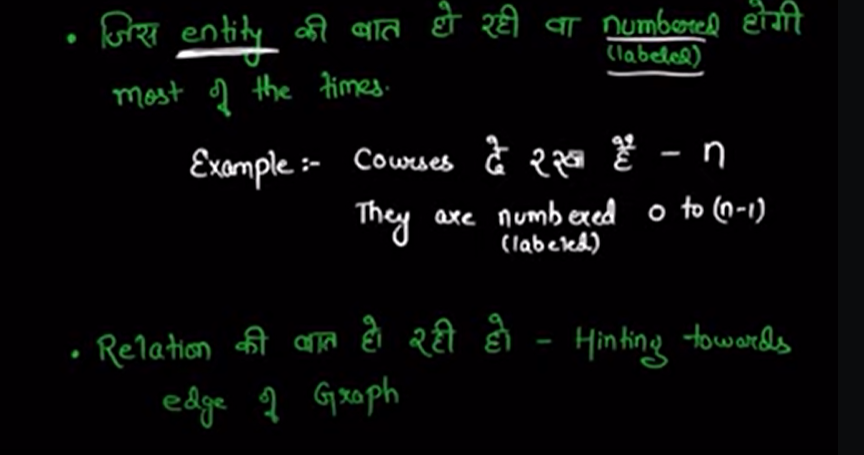 • जिस entity की बात हो रही वो numbered होगी
(labeled)
most of the times.
Example :- Courses दे रखे हैं - n
They are numbered 0 to (n-1)
(labeled)
• Relation की बात हो रही हो - Hinting towards
edge of Graph